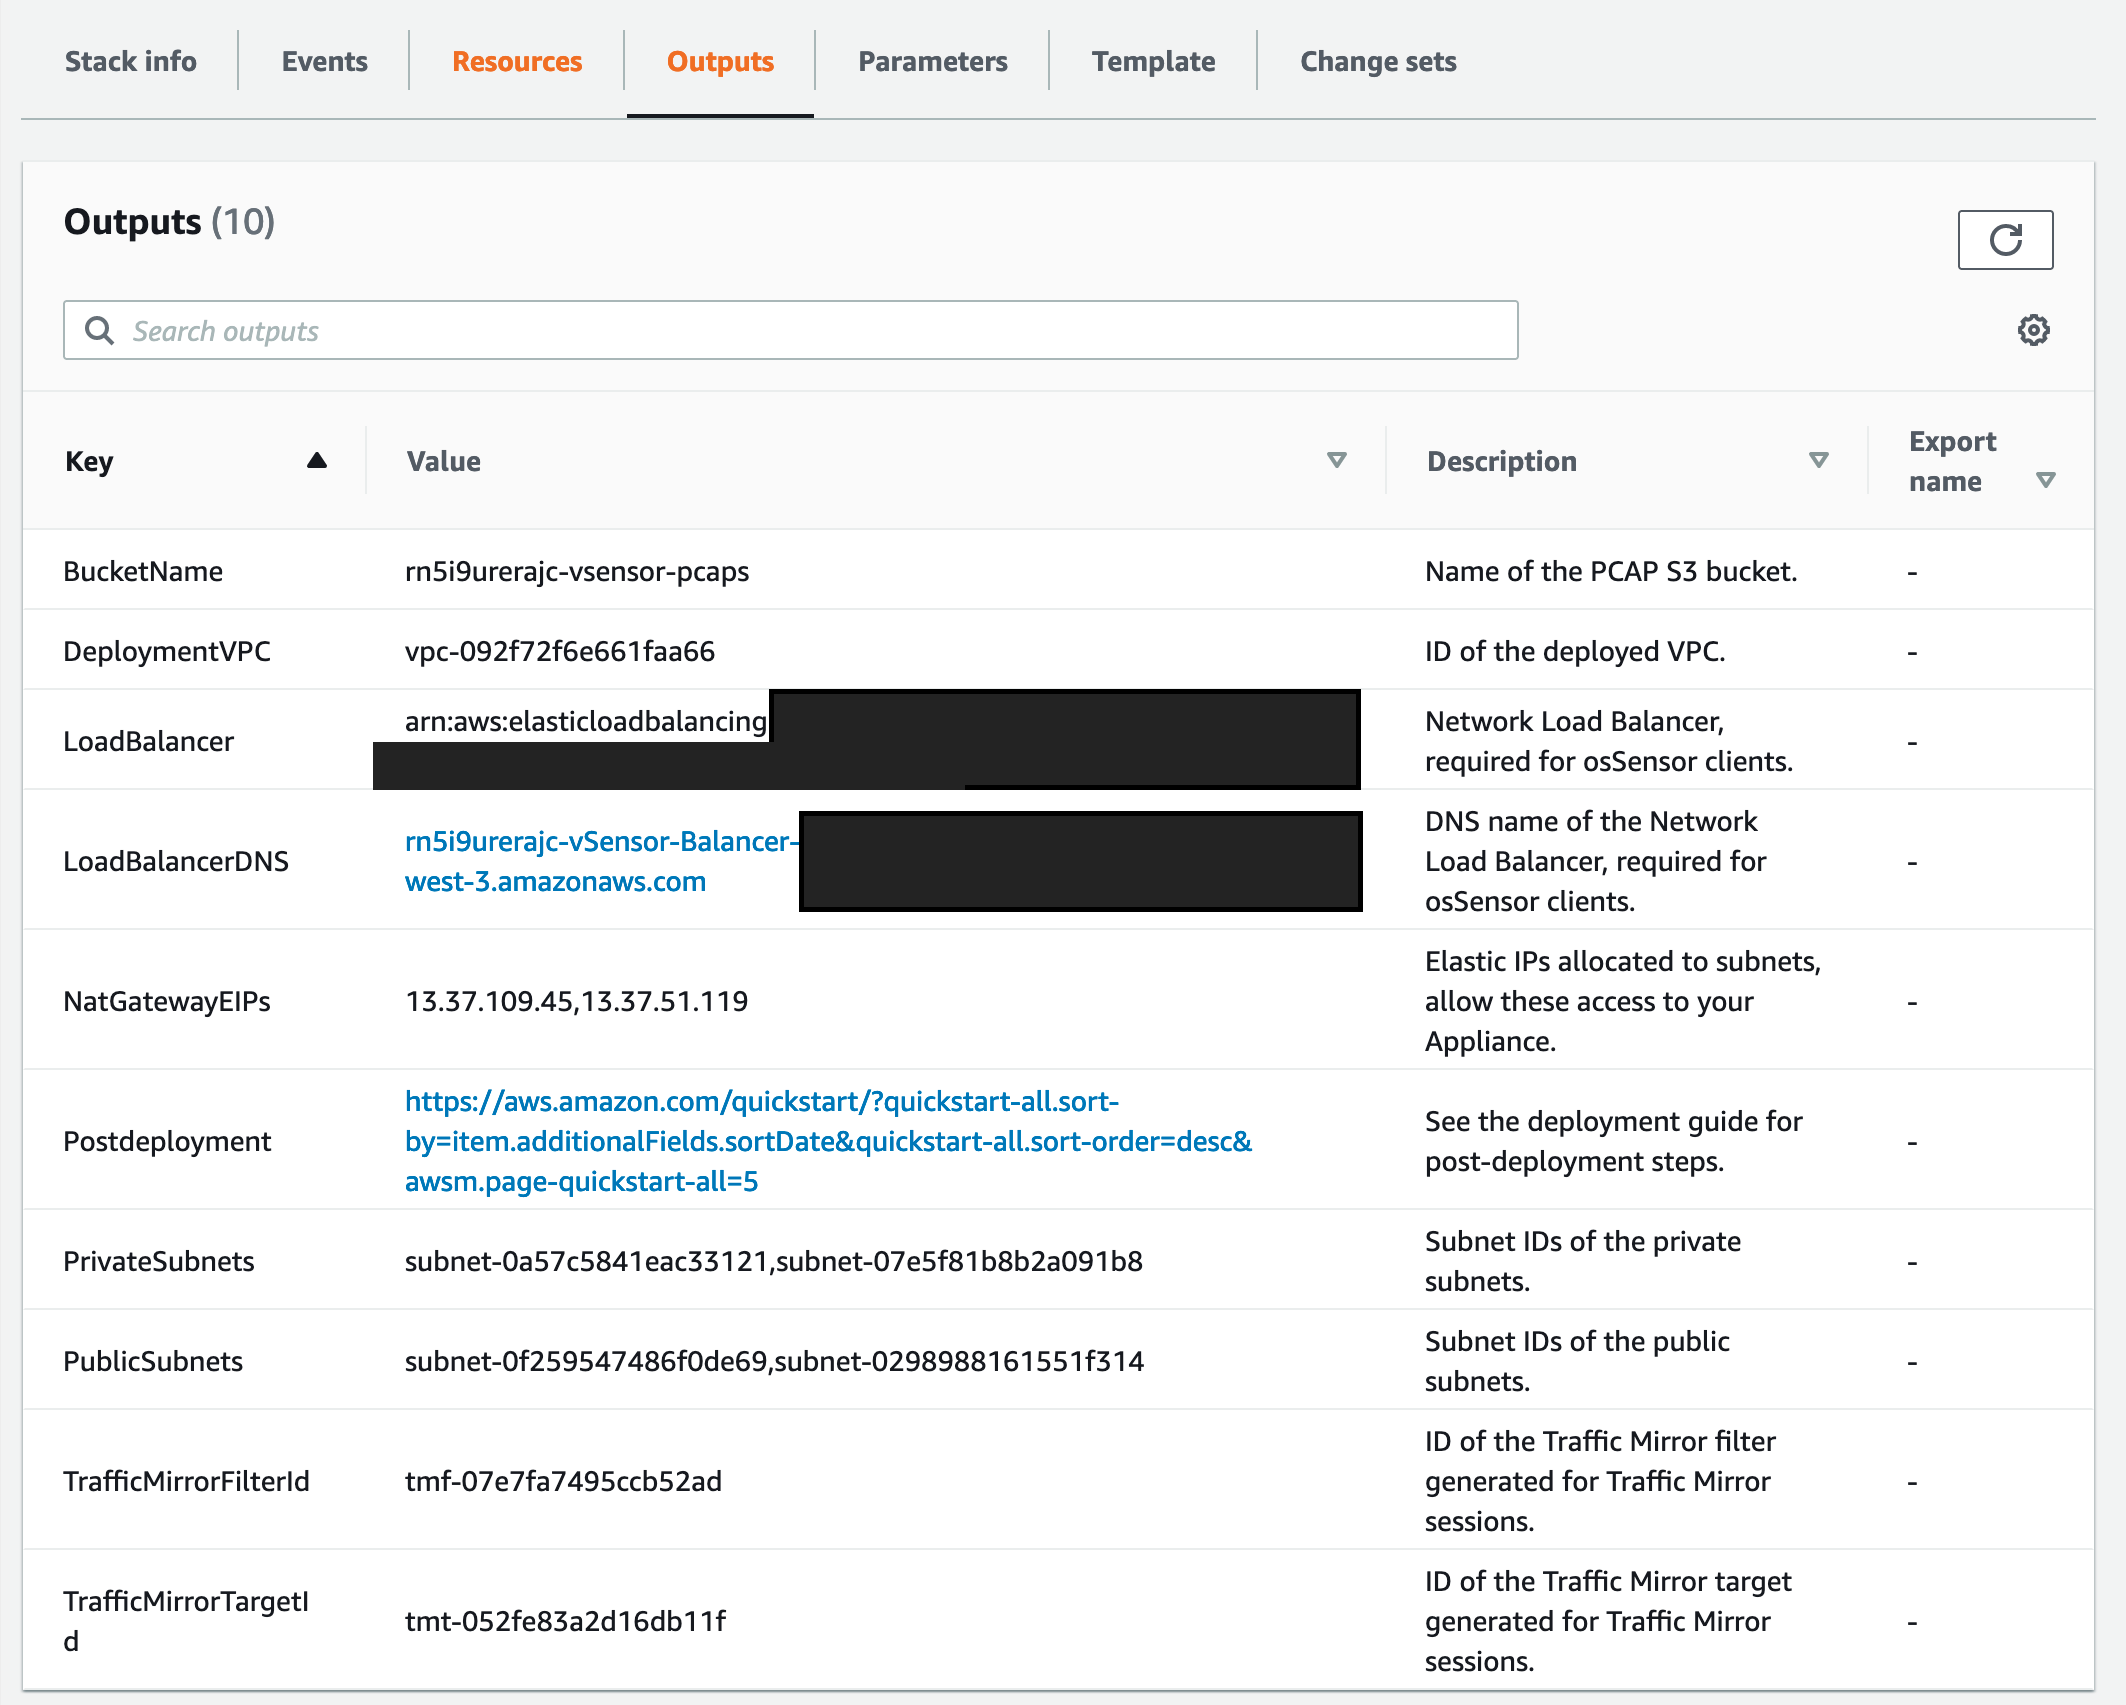 Stack info
Events
Resources
Outputs
Parameters
Template
Change sets
Outputs (10)
Search outputs
Key
Value
Description
Export
name
BucketName
rn5i9urerajc-vsensor-pcaps
Name of the PCAP S3 bucket.
-
DeploymentVPC
vpc-092f72f6e661faa66
ID of the deployed VPC.
-
LoadBalancer
arn:aws:elasticloadbalancing
Network Load Balancer,
required for osSensor clients.
-
LoadBalancerDNS
rn5i9urerajc-vSensor-Balancer-
west-3.amazonaws.com
DNS name of the Network
Load Balancer, required for
osSensor clients.
-
NatGatewayEIPs
13.37.109.45,13.37.51.119
Elastic IPs allocated to subnets,
allow these access to your
Appliance.
-
Postdeployment
https://aws.amazon.com/quickstart/?quickstart-all.sort-
by=item.additionalFields.sortDate&quickstart-all.sort-order=desc&
awsm.page-quickstart-all=5
See the deployment guide for
post-deployment steps.
-
PrivateSubnets
subnet-0a57c5841eac33121,subnet-07e5f81b8b2a091b8
Subnet IDs of the private
subnets.
-
PublicSubnets
subnet-0f259547486f0de69,subnet-0298988161551f314
Subnet IDs of the public
subnets.
-
TrafficMirrorFilterId
tmf-07e7fa7495ccb52ad
ID of the Traffic Mirror filter
generated for Traffic Mirror
sessions.
-
TrafficMirrorTargetI
d
tmt-052fe83a2d16db11f
ID of the Traffic Mirror target
generated for Traffic Mirror
sessions.
-